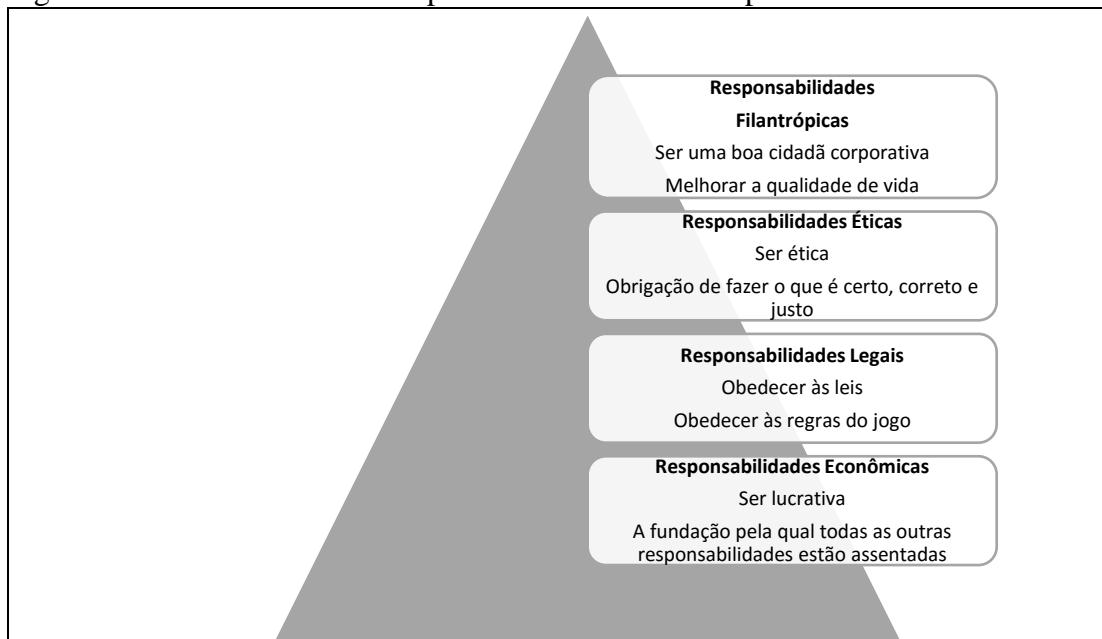 Responsabilidades
Filantrópicas
Ser uma boa cidadã corporativa
Melhorar a qualidade de vida
Responsabilidades Éticas
Ser ética
Obrigação de fazer o que é certo, correto e
justo
Responsabilidades Legais
Obedecer às leis
Obedecer às regras do jogo
Responsabilidades Econômicas
Ser lucrativa
A fundação pela qual todas as outras
responsabilidades estão assentadas